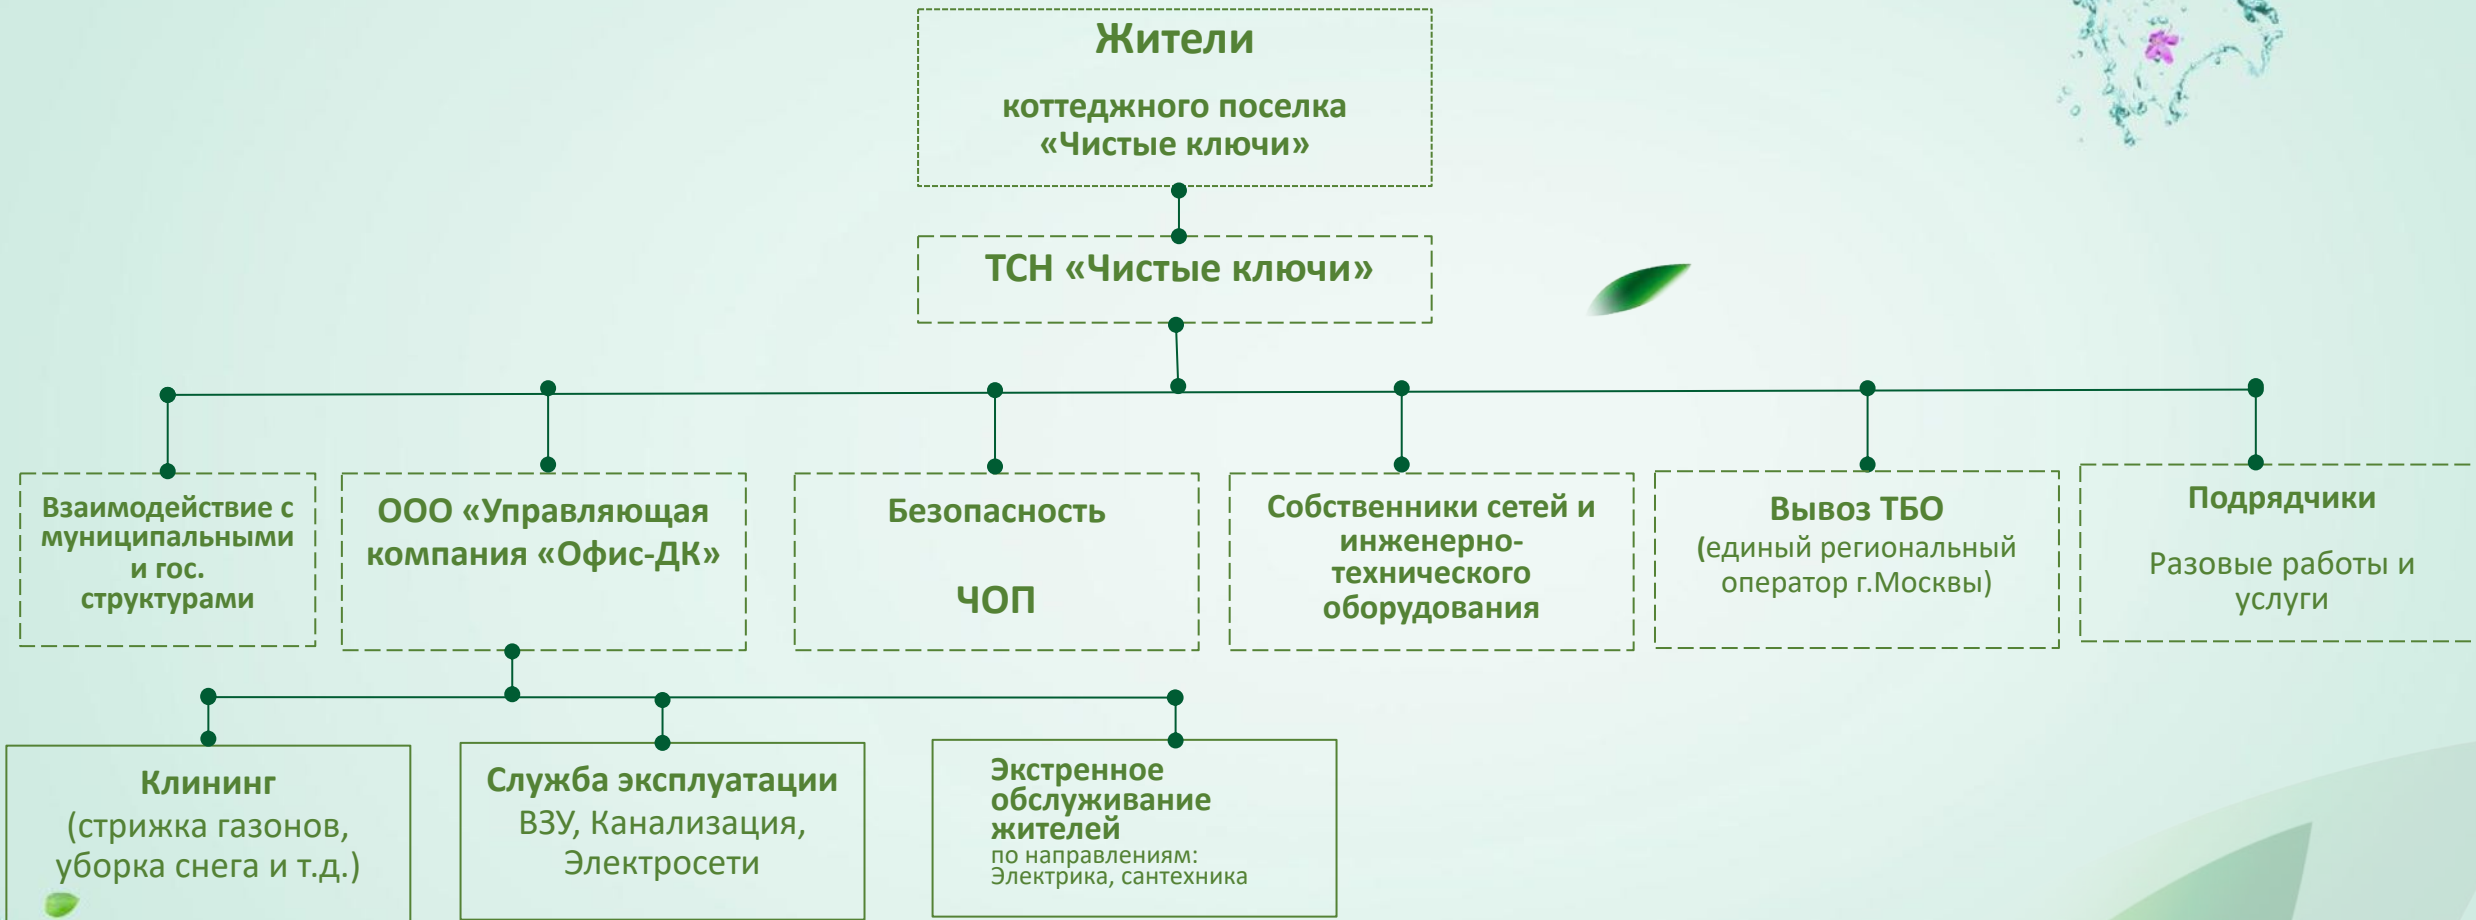 Жители
коттеджного поселка
«Чистые ключи»
ТСН «Чистые ключи»
Взаимодействие с
муниципальными
и гос.
структурами
ООО «Управляющая
компания «Офис-ДК»
Безопасность
ЧОП
Собственники сетей и
инженерно-
технического
оборудования
Вывоз ТБО
(единый региональный
оператор г.Москвы)
Подрядчики
Разовые работы и
услуги
Клининг
(стрижка газонов,
уборка снега и т.д.)
Служба эксплуатации
ВЗУ, Канализация,
Электросети
Экстренное
обслуживание
жителей
по направлениям:
Электрика, сантехника